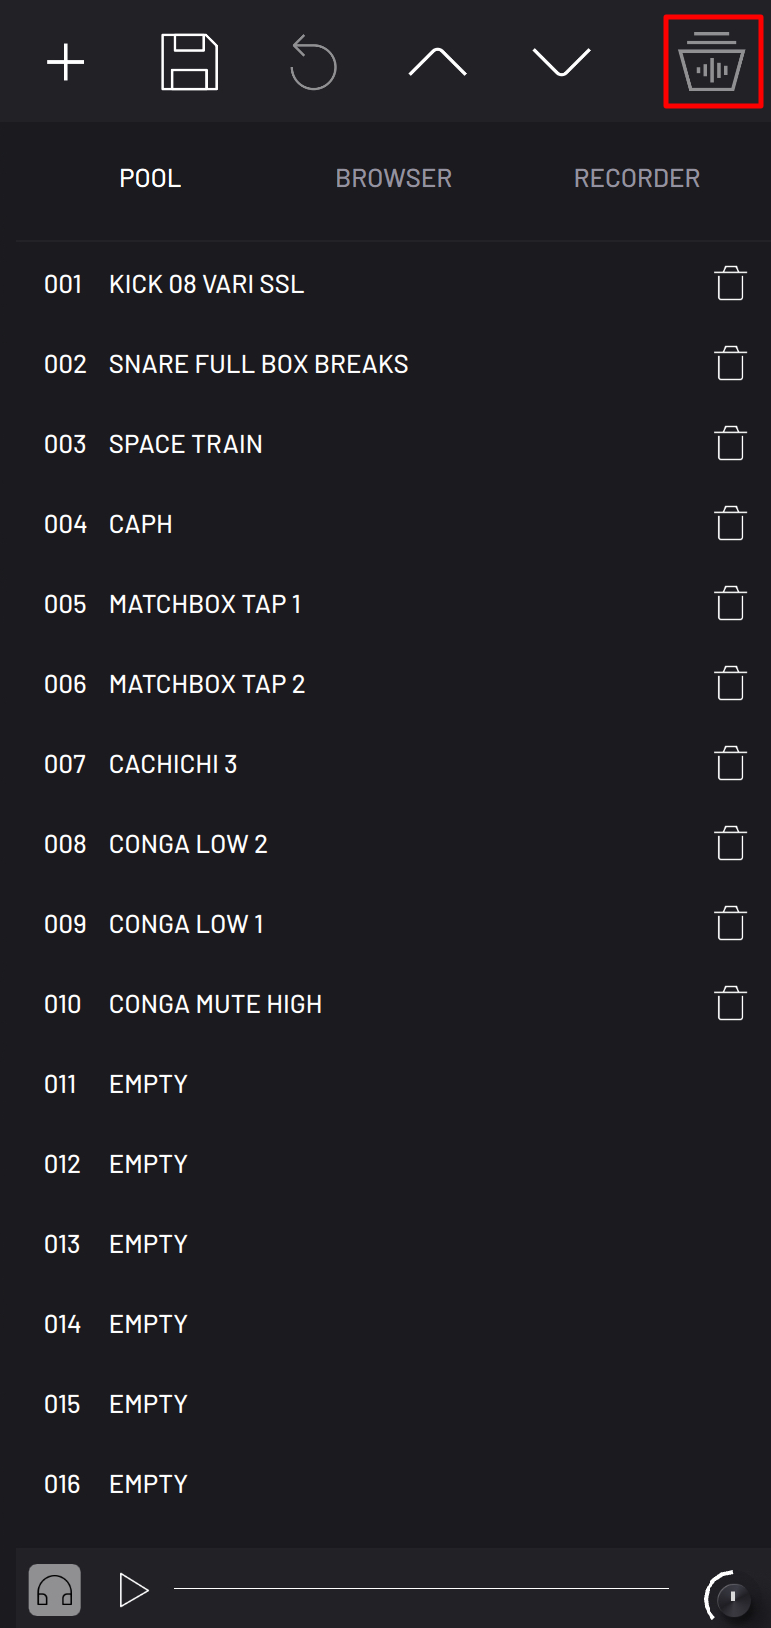 POOL BROWSER RECORDER
001 KICK 08 VARI SSL
002 SNARE FULL BOX BREAKS
003 SPACE TRAIN
004 CAPH
005 MATCHBOX TAP 1
006 MATCHBOX TAP 2
007 CACHICHI 3
008 CONGA LOW 2
009 CONGA LOW 1
010 CONGA MUTE HIGH
011 EMPTY
012 EMPTY
013 EMPTY
014 EMPTY
015 EMPTY
016 EMPTY